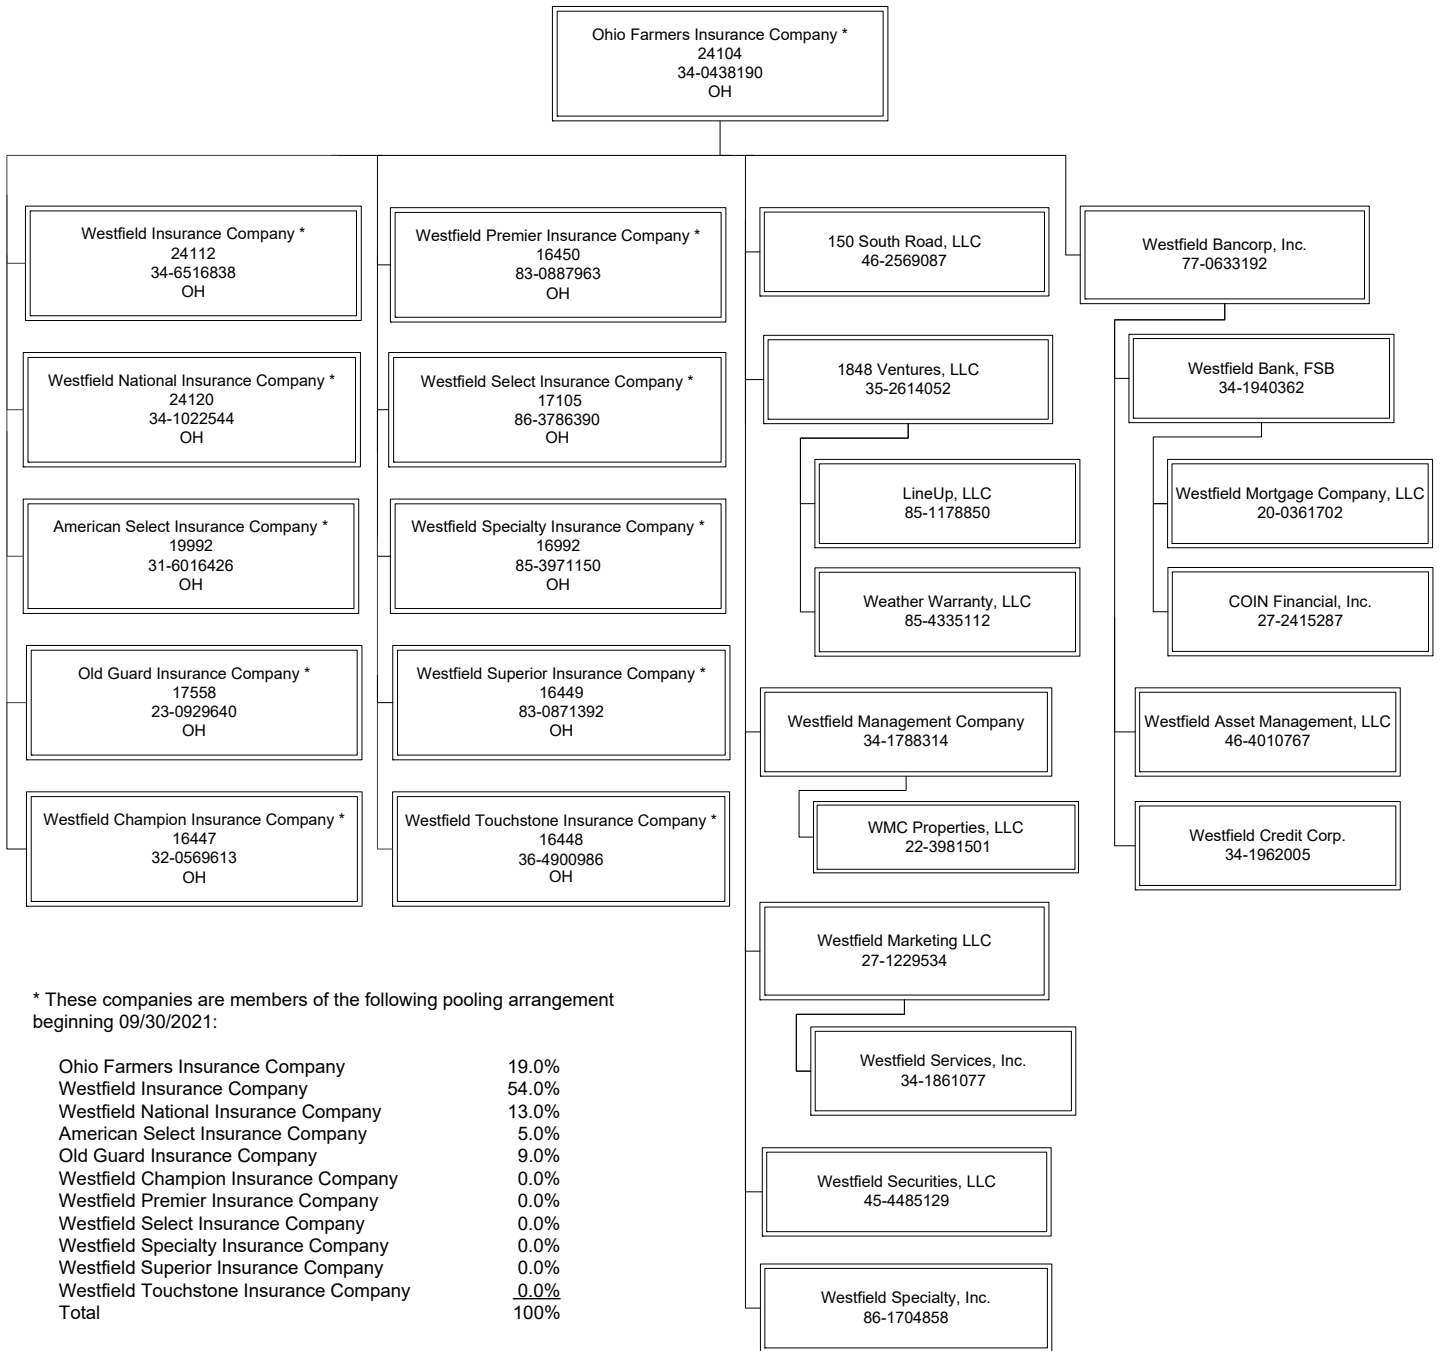 Ohio Farmers Insurance Company *
24104
34-0438190
OH
Westfield Insurance Company *
24112
34-6516838
OH
Westfield National Insurance Company *
24120
34-1022544
OH
American Select Insurance Company *
19992
31-6016426
OH
Old Guard Insurance Company *
17558
23-0929640
OH
Westfield Champion Insurance Company *
16447
32-0569613
OH
Westfield Premier Insurance Company *
16450
83-0887963
OH
Westfield Select Insurance Company *
17105
86-3786390
OH
Westfield Specialty Insurance Company *
16992
85-3971150
OH
Westfield Superior Insurance Company *
16449
83-0871392
OH
Westfield Touchstone Insurance Company *
16448
36-4900986
OH
150 South Road, LLC
46-2569087
1848 Ventures, LLC
35-2614052
LineUp, LLC
85-1178850
Weather Warranty, LLC
85-4335112
Westfield Management Company
34-1788314
WMC Properties, LLC
22-3981501
Westfield Marketing LLC
27-1229534
Westfield Services, Inc.
34-1861077
Westfield Securities, LLC
45-4485129
Westfield Specialty, Inc.
86-1704858
Westfield Bancorp, Inc.
77-0633192
Westfield Bank, FSB
34-1940362
Westfield Mortgage Company, LLC
20-0361702
COIN Financial, Inc.
27-2415287
Westfield Asset Management, LLC
46-4010767
Westfield Credit Corp.
34-1962005
* These companies are members of the following pooling arrangement
beginning 09/30/2021:
Ohio Farmers Insurance Company 19.0%
Westfield Insurance Company 54.0%
Westfield National Insurance Company 13.0%
American Select Insurance Company 5.0%
Old Guard Insurance Company 9.0%
Westfield Champion Insurance Company 0.0%
Westfield Premier Insurance Company 0.0%
Westfield Select Insurance Company 0.0%
Westfield Specialty Insurance Company 0.0%
Westfield Superior Insurance Company 0.0%
Westfield Touchstone Insurance Company 0.0%
Total 100%